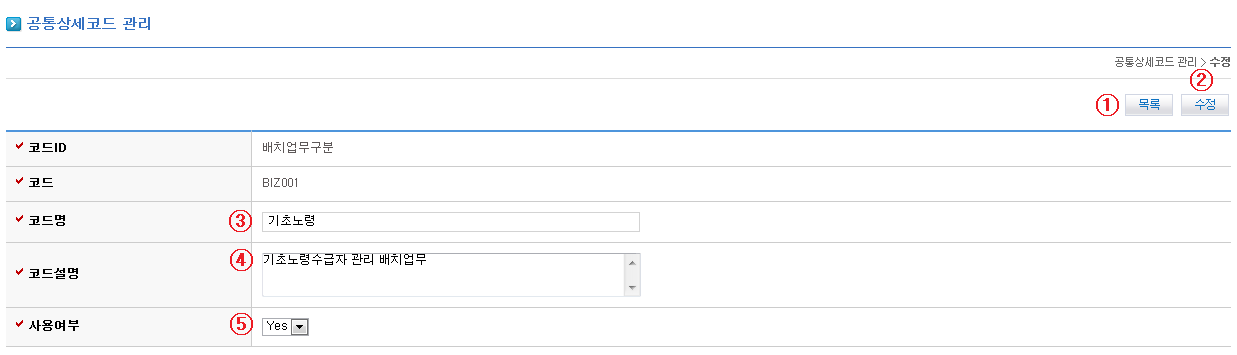 공통상세코드 관리
공통상세코드 관리 > 수정
② 
① 목록 수정
코드ID 배치업무구분
코드 BIZ001
코드명 ③ 기초노령
코드설명 ④ 기초노령수급자 관리 배치업무
사용여부 ⑤ Yes